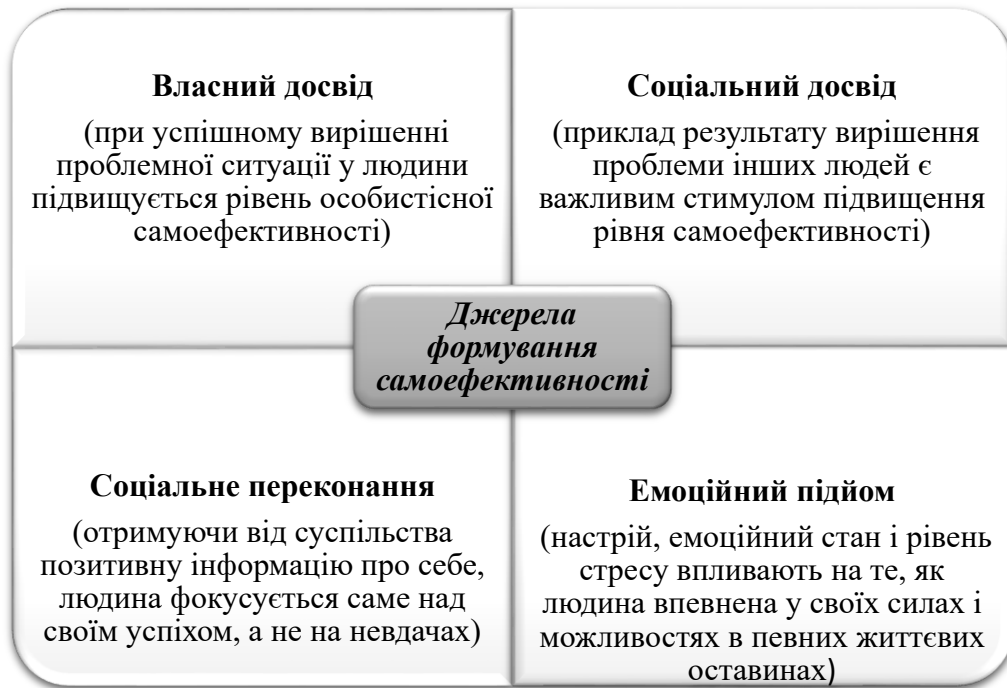 Власний досвід
(при успішному вирішенні
проблемної ситуації у людини
підвищується рівень особистісної
самоефективності)
Соціальний досвід
(приклад результату вирішення
проблеми інших людей є
важливим стимулом підвищення
рівня самоефективності)
Джерела
формування
самоефективності
Соціальне переконання
(отримуючи від суспільства
позитивну інформацію про себе,
людина фокусується саме над
своїм успіхом, а не на невдачах)
Емоційний підйом
(настрій, емоційний стан і рівень
стресу впливають на те, як
людина впевнена у своїх силах і
можливостях в певних життєвих
оставинах)